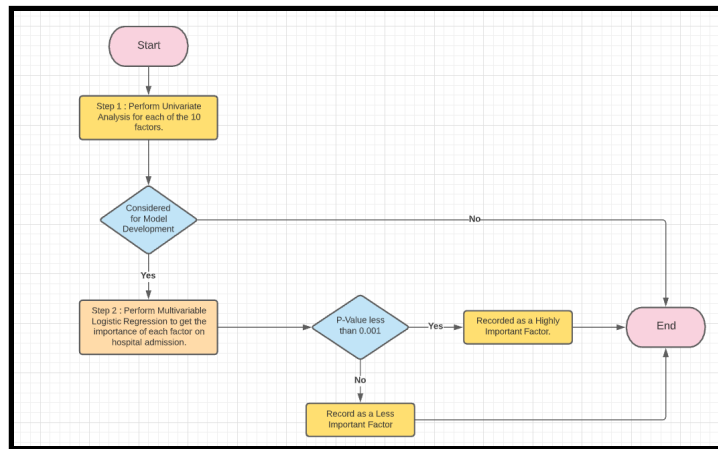 Start
Step 1 : Perform Univariate
Analysis for each of the 10
factors.
Considered
for Model
Development
No
Yes
Step 2 : Perform Multivariable
Logistic Regression to get the
importance of each factor on
hospital admission.
P-Value less
than 0.001
Yes
Recorded as a Highly
Important Factor.
End
No
Record as a Less
Important Factor